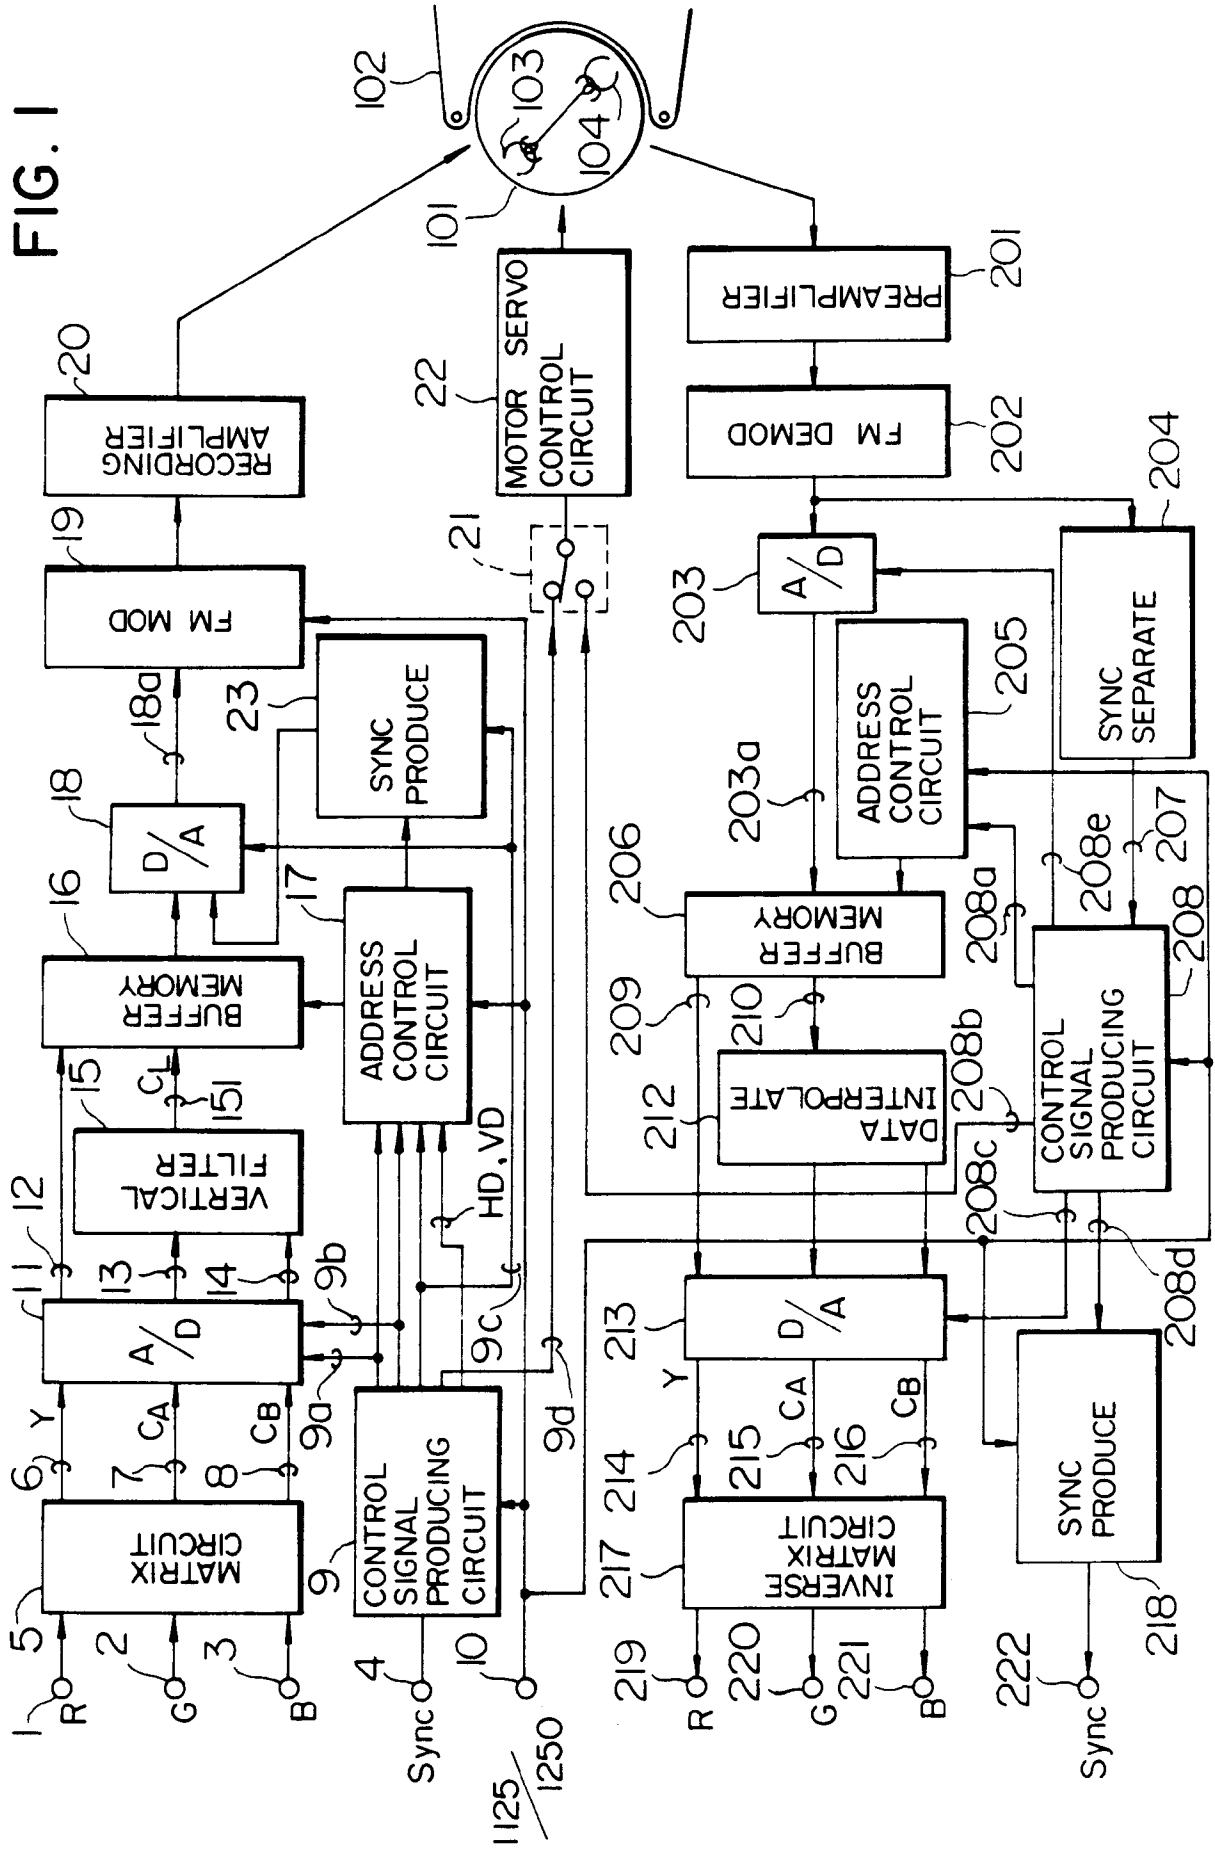 FIG. 1
1
R
2
G
3
B
5
MATRIX
CIRCUIT
6
Y
7
CA
8
CB
11
A/D
12
13
14
15
VERTICAL
FILTER
CL
151
16
BUFFER
MEMORY
18
D/A
18a
19
FM MOD
20
RECORDING
AMPLIFIER
4
Sync
10
1125/1250
9
CONTROL
SIGNAL
PRODUCING
CIRCUIT
9a
9b
9c
9d
HD, VD
17
ADDRESS
CONTROL
CIRCUIT
23
SYNC
PRODUCE
21
22
MOTOR SERVO
CONTROL
CIRCUIT
101
102
103
104
201
PREAMPLIFIER
202
FM DEMOD
203
A/D
203a
204
SYNC
SEPARATE
205
ADDRESS
CONTROL
CIRCUIT
206
BUFFER
MEMORY
207
208
CONTROL
SIGNAL
PRODUCING
CIRCUIT
208a
208b
208c
208d
208e
209
210
212
DATA
INTERPOLATE
213
D/A
214
Y
215
CA
216
CB
217
INVERSE
MATRIX
CIRCUIT
218
SYNC
PRODUCE
219
R
220
G
221
B
222
Sync